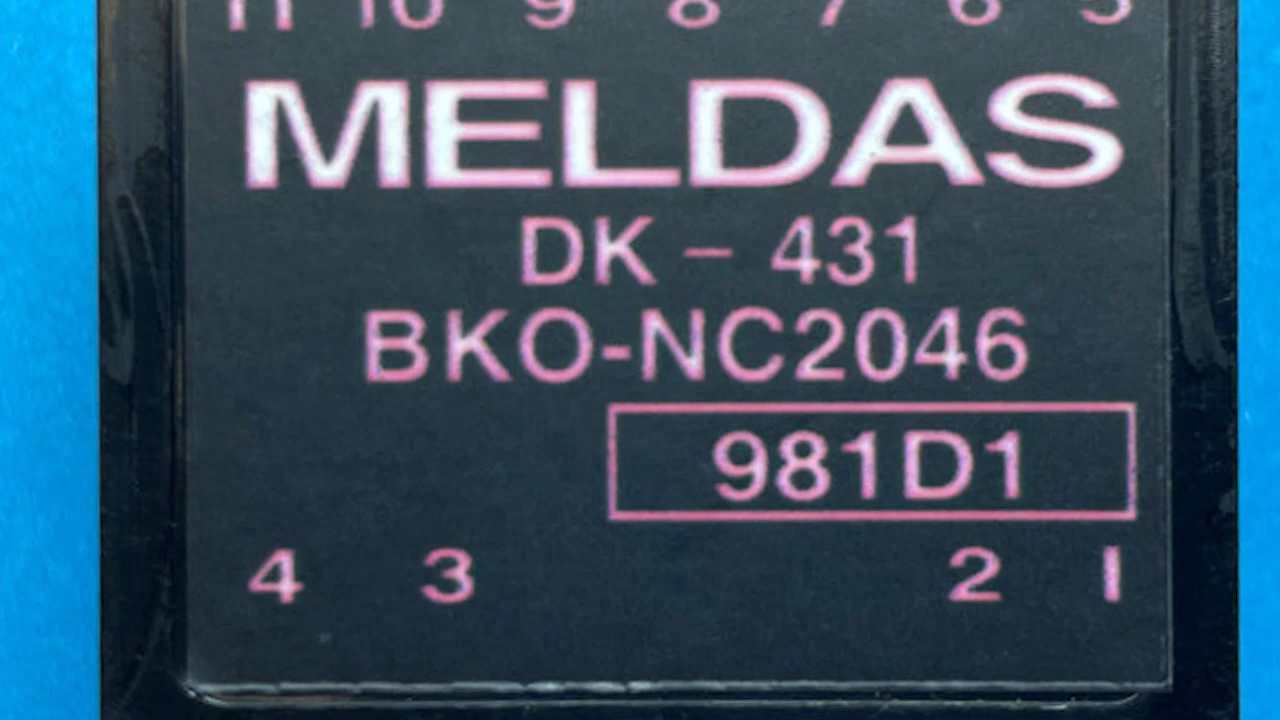 11 10 9 8 7 6 5
MELDAS
DK – 431
BKO-NC2046
981D1
4 3 2 1